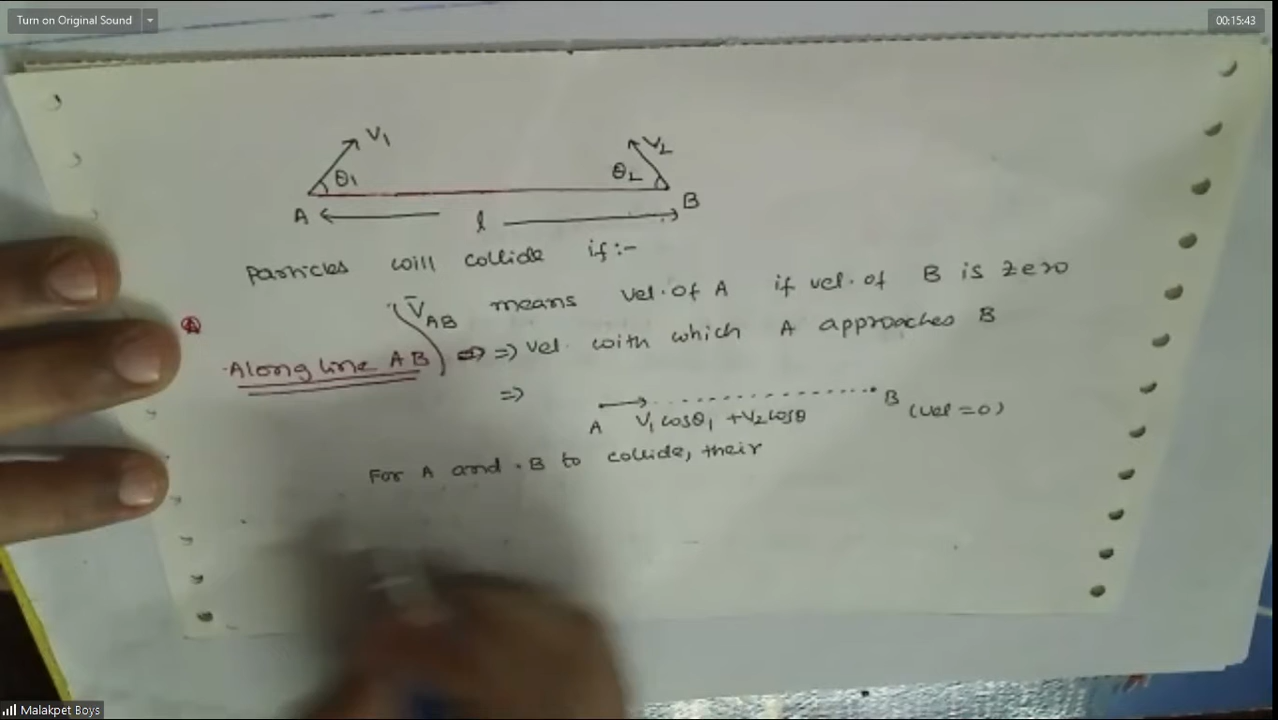 Turn on Original Sound
00:15:43
V1 V2
θ1 θ2
A l B
Particles will collide if:-
V̄AB means vel. of A if vel. of B is zero
Along line AB => vel. with which A approaches B
=> A V1 cosθ1 + V2 cosθ B (vel = 0)
For A and B to collide, their
Malakpet Boys